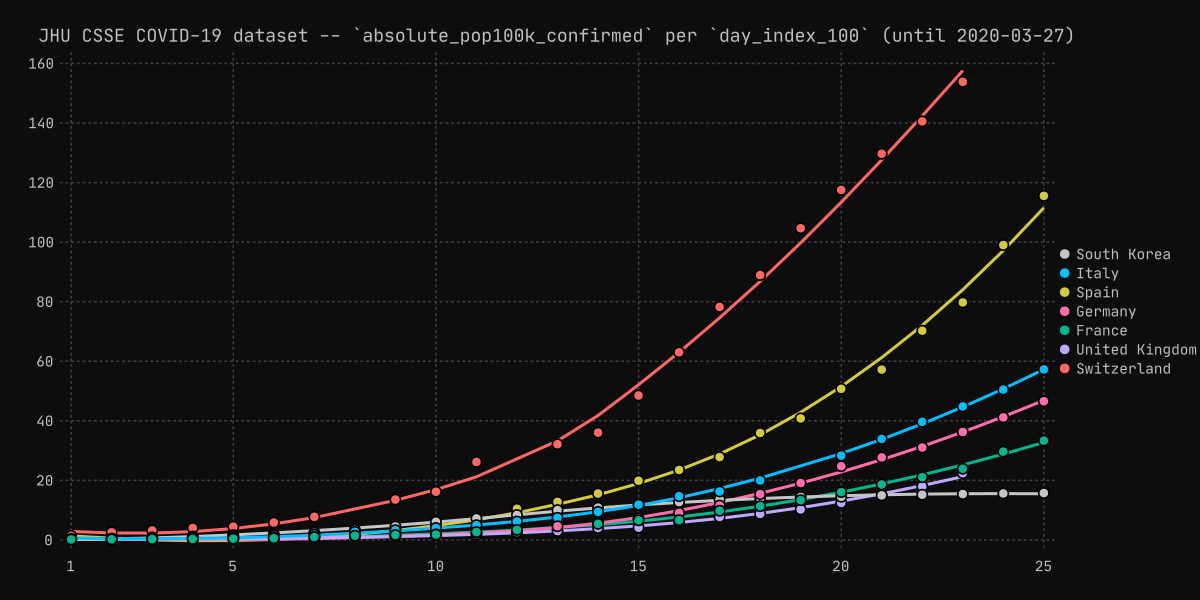 JHU CSSE COVID-19 dataset -- `absolute_pop100k_confirmed` per `day_index_100` (until 2020-03-27)
160
140
120
100
80
60
40
20
0
1 5 10 15 20 25
South Korea
Italy
Spain
Germany
France
United Kingdom
Switzerland